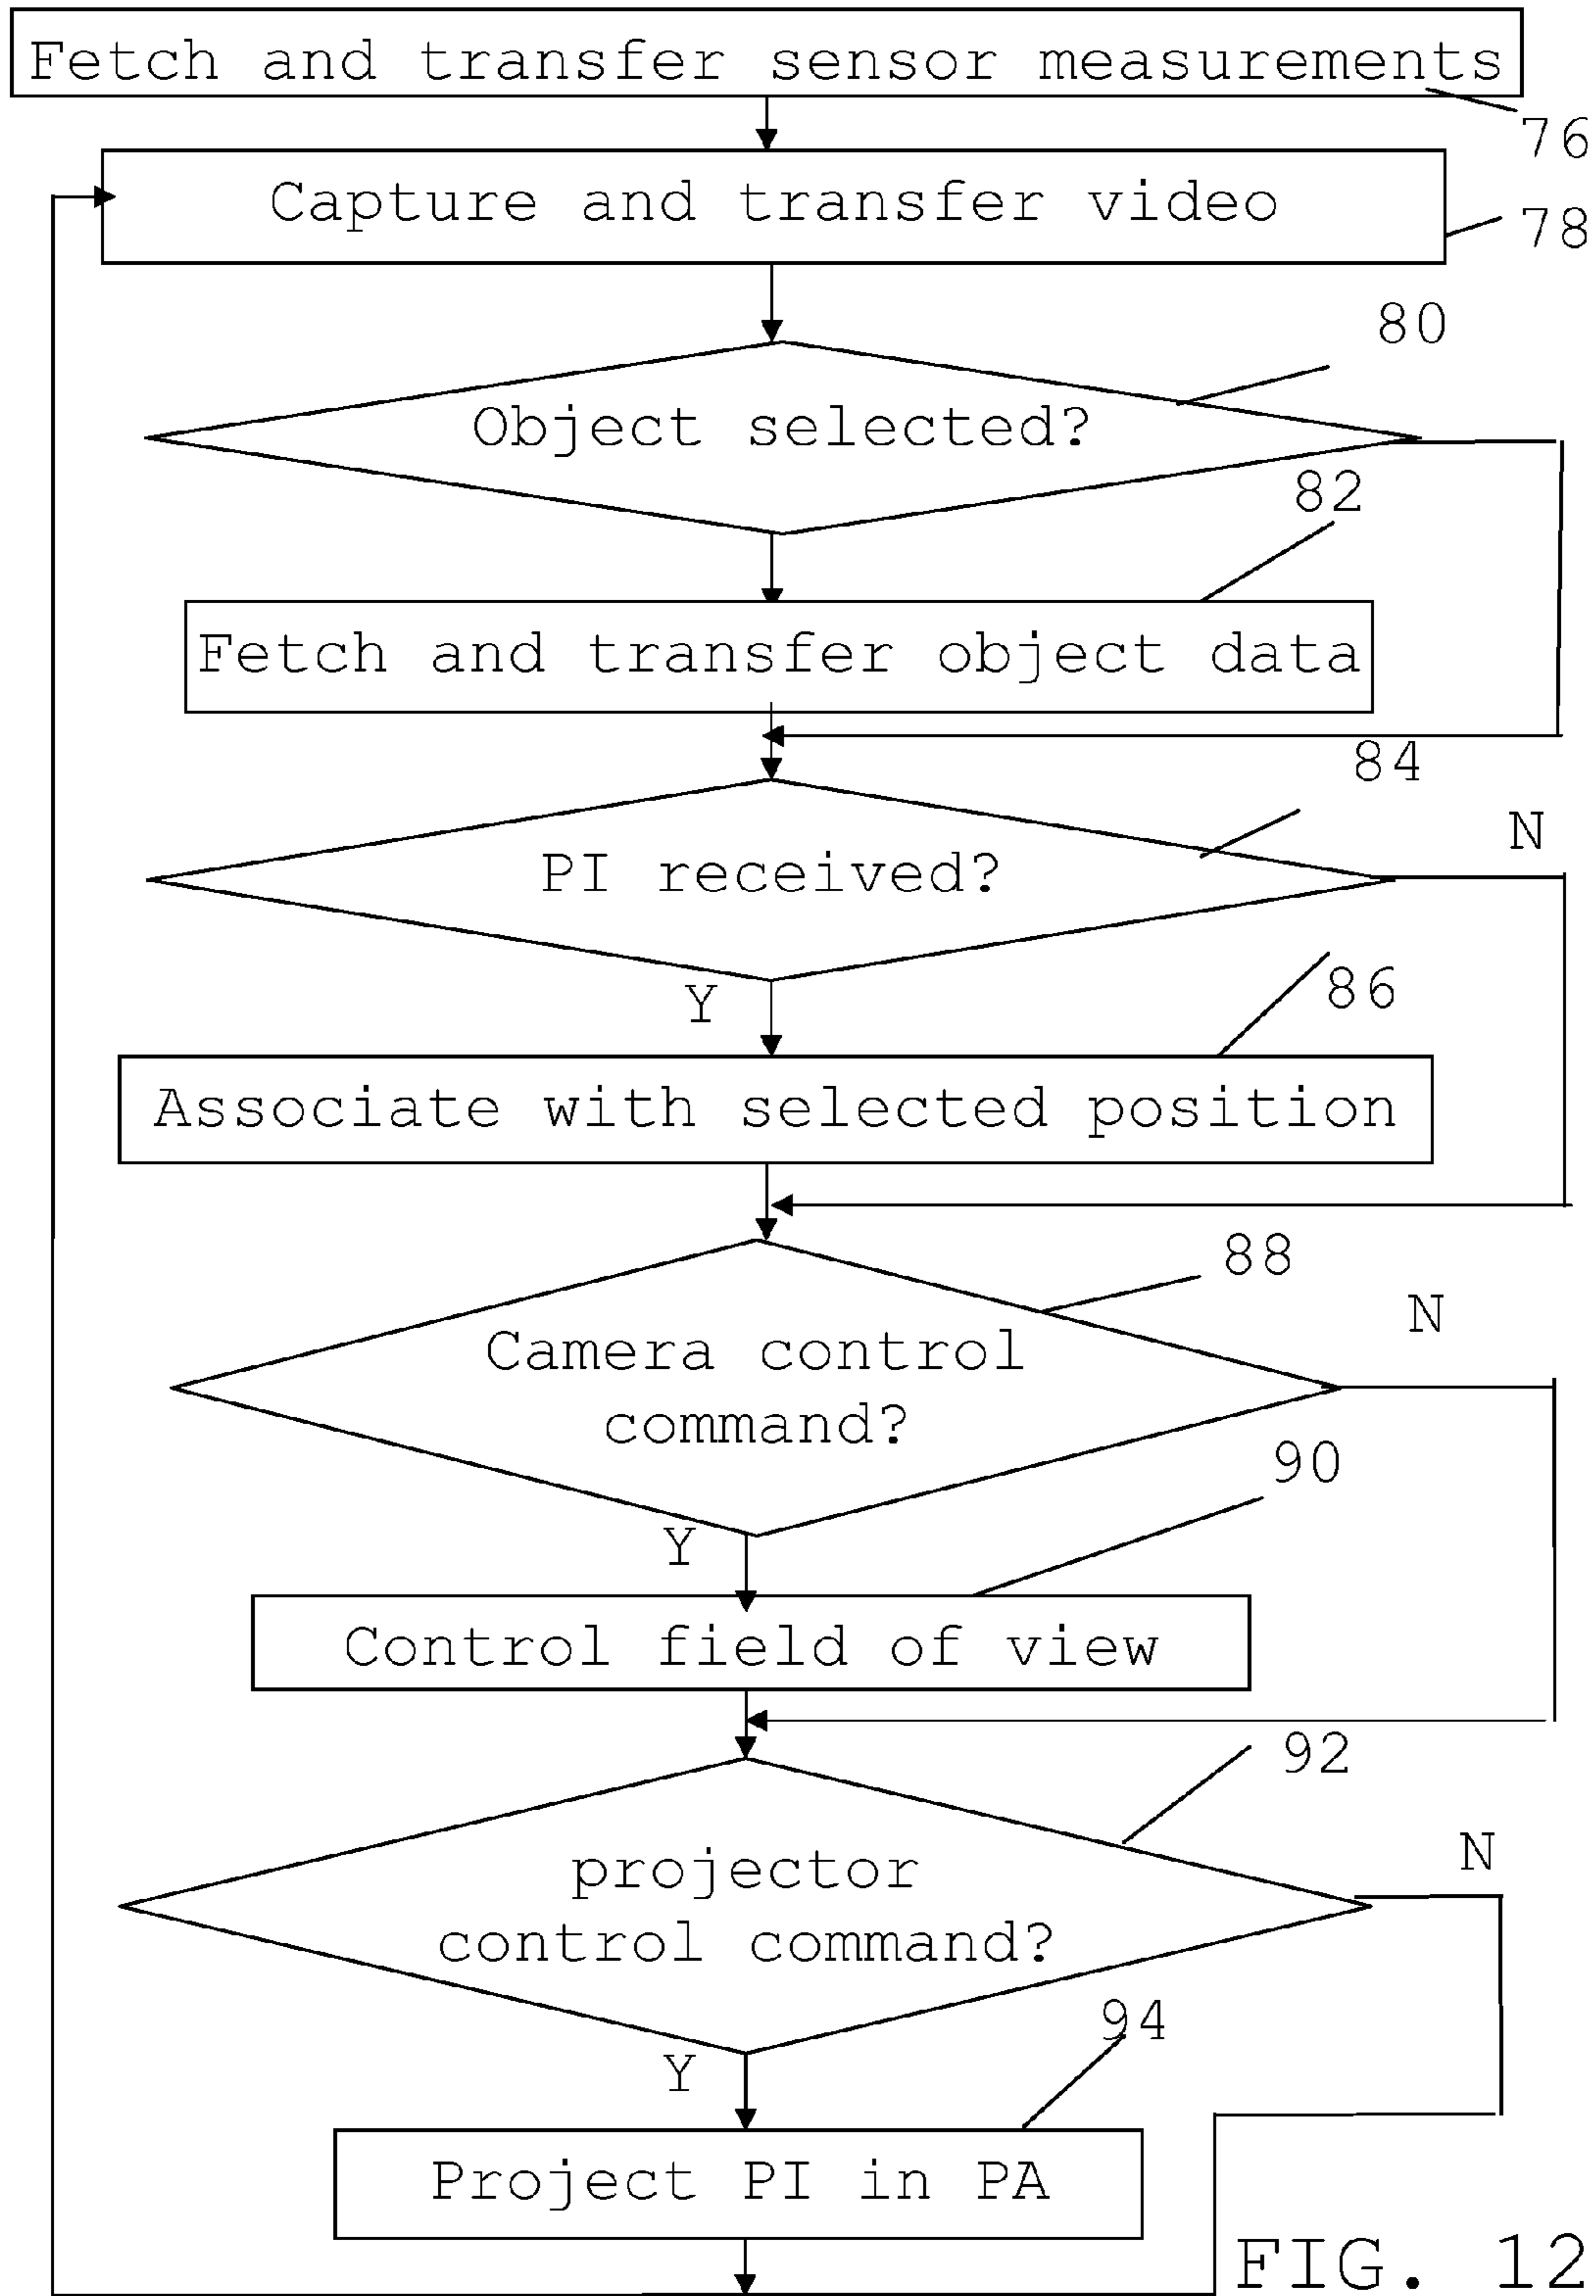 Fetch and transfer sensor measurements
76
Capture and transfer video
78
80
Object selected?
82
Fetch and transfer object data
84
N
PI received?
Y
86
Associate with selected position
88
N
Camera control
command?
90
Y
Control field of view
92
N
projector
control command?
94
Y
Project PI in PA
FIG. 12